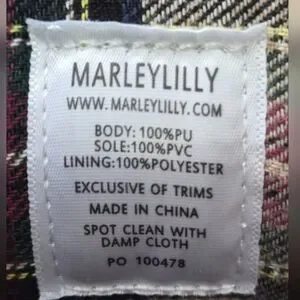 MARLEYLILLY
WWW.MARLEYLILLY.COM
BODY: 100%PU
SOLE:100%PVC
LINING:100%POLYESTER
EXCLUSIVE OF TRIMS
MADE IN CHINA
SPOT CLEAN WITH
DAMP CLOTH
PO 100478